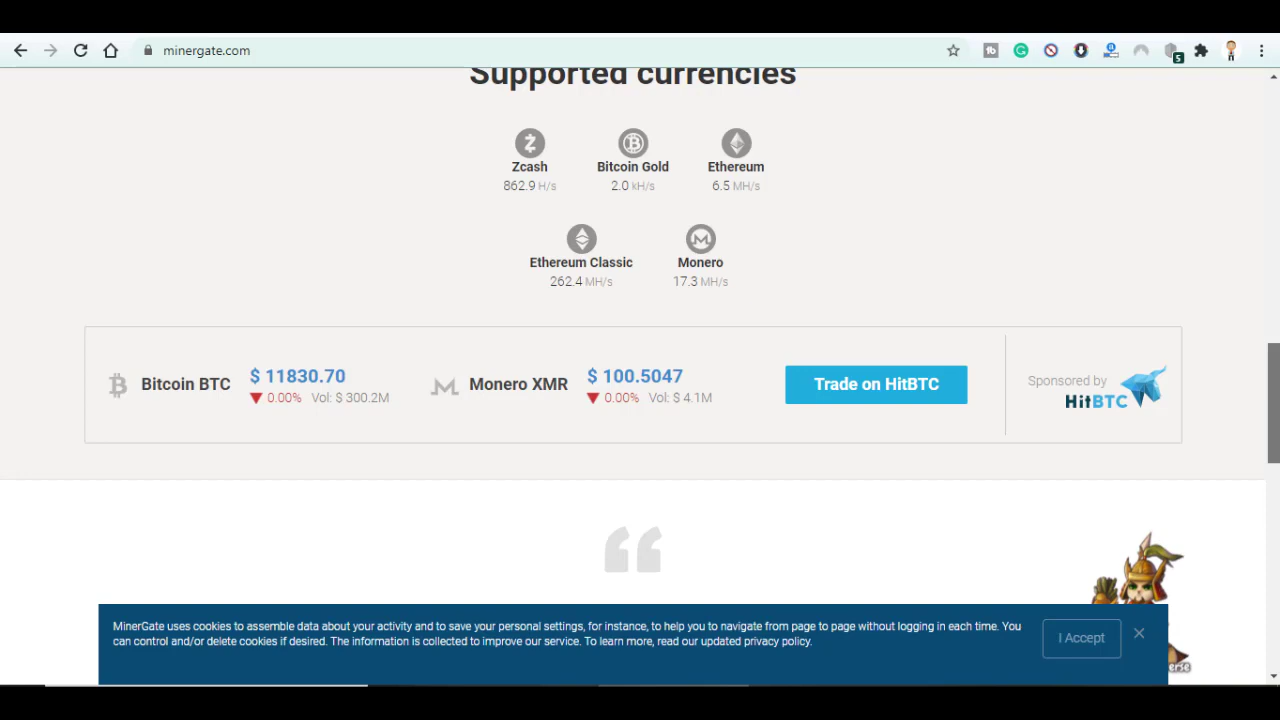 minergate.com
5
Supported currencies
Zcash
862.9 H/s
Bitcoin Gold
2.0 kH/s
Ethereum
6.5 MH/s
Ethereum Classic
262.4 MH/s
Monero
17.3 MH/s
Bitcoin BTC
$ 11830.70
▼ 0.00% Vol: $ 300.2M
Monero XMR
$ 100.5047
▼ 0.00% Vol: $ 4.1M
Trade on HitBTC
Sponsored by
HitBTC
MinerGate uses cookies to assemble data about your activity and to save your personal settings, for instance, to help you to navigate from page to page without logging in each time. You
can control and/or delete cookies if desired. The information is collected to improve our service. To learn more, read our updated privacy policy.
I Accept